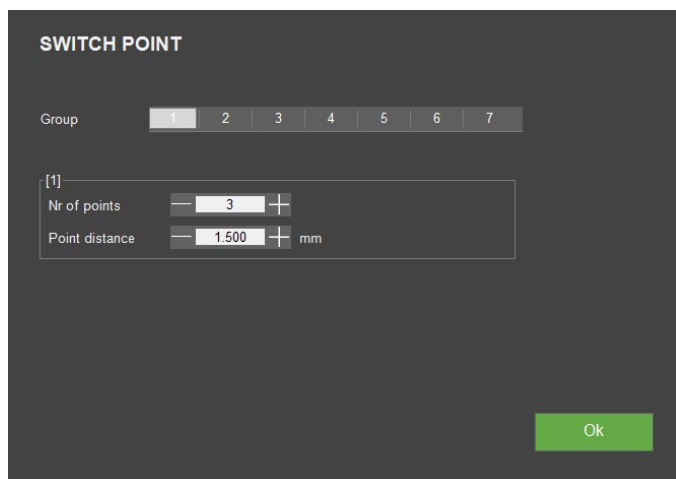 SWITCH POINT
Group 1 2 3 4 5 6 7
[1]
Nr of points — 3 +
Point distance — 1.500 + mm
Ok